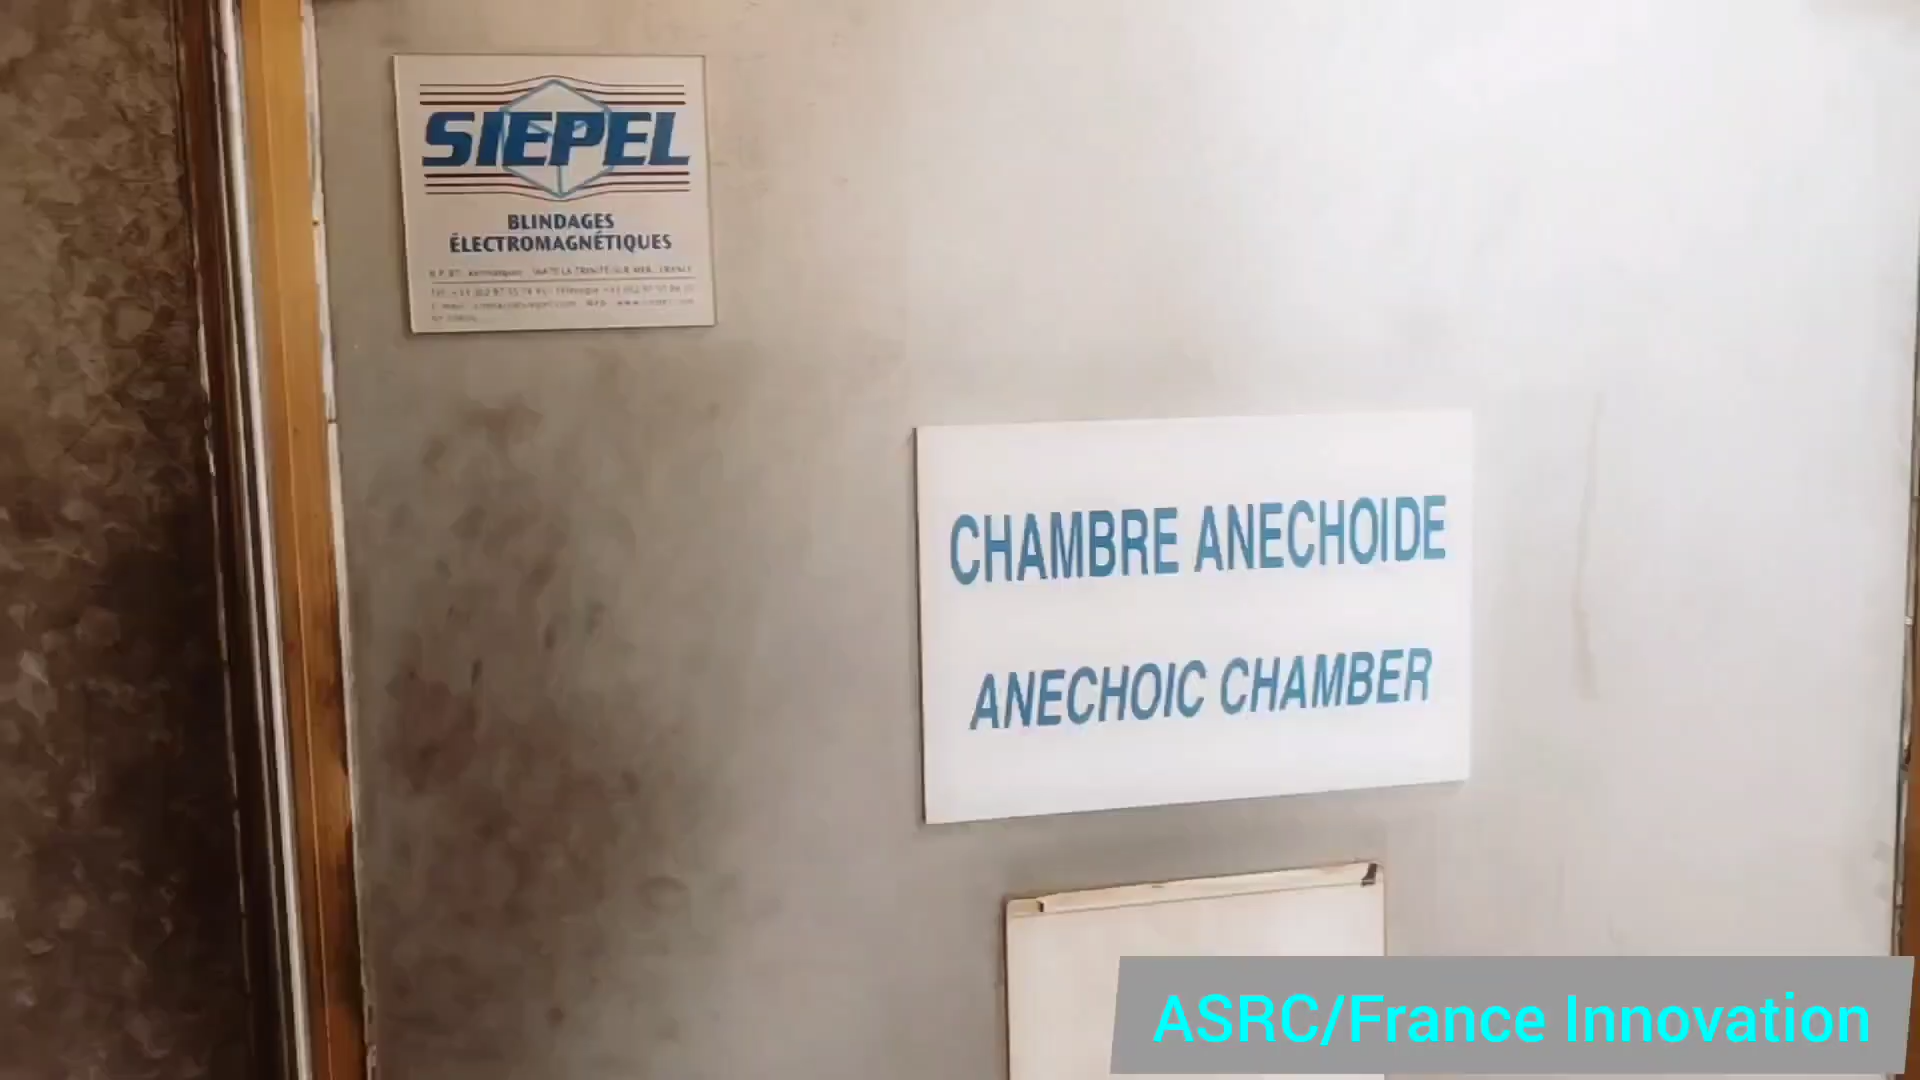 SIEPEL
BLINDAGES
ÉLECTROMAGNÉTIQUES
CHAMBRE ANECHOIDE
ANECHOIC CHAMBER
ASRC/France Innovation